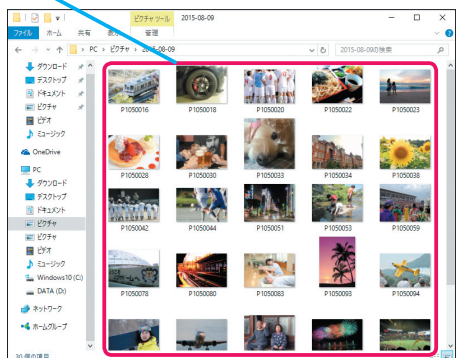 ピクチャ ツール 2015-08-09
ファイル ホーム 共有 表示 管理
PC › ピクチャ › 2015-08-09
2015-08-09の検索
ダウンロード
デスクトップ
ドキュメント
ピクチャ
ビデオ
ミュージック
OneDrive
PC
ダウンロード
デスクトップ
ドキュメント
ピクチャ
ピクチャ
ビデオ
ミュージック
Windows10 (C:)
DATA (D:)
ネットワーク
ホームグループ
P1050016 P1050018 P1050020 P1050022 P1050023
P1050028 P1050030 P1050033 P1050034 P1050038
P1050042 P1050044 P1050051 P1050053 P1050059
P1050078 P1050080 P1050083 P1050093 P1050094
30 個の項目